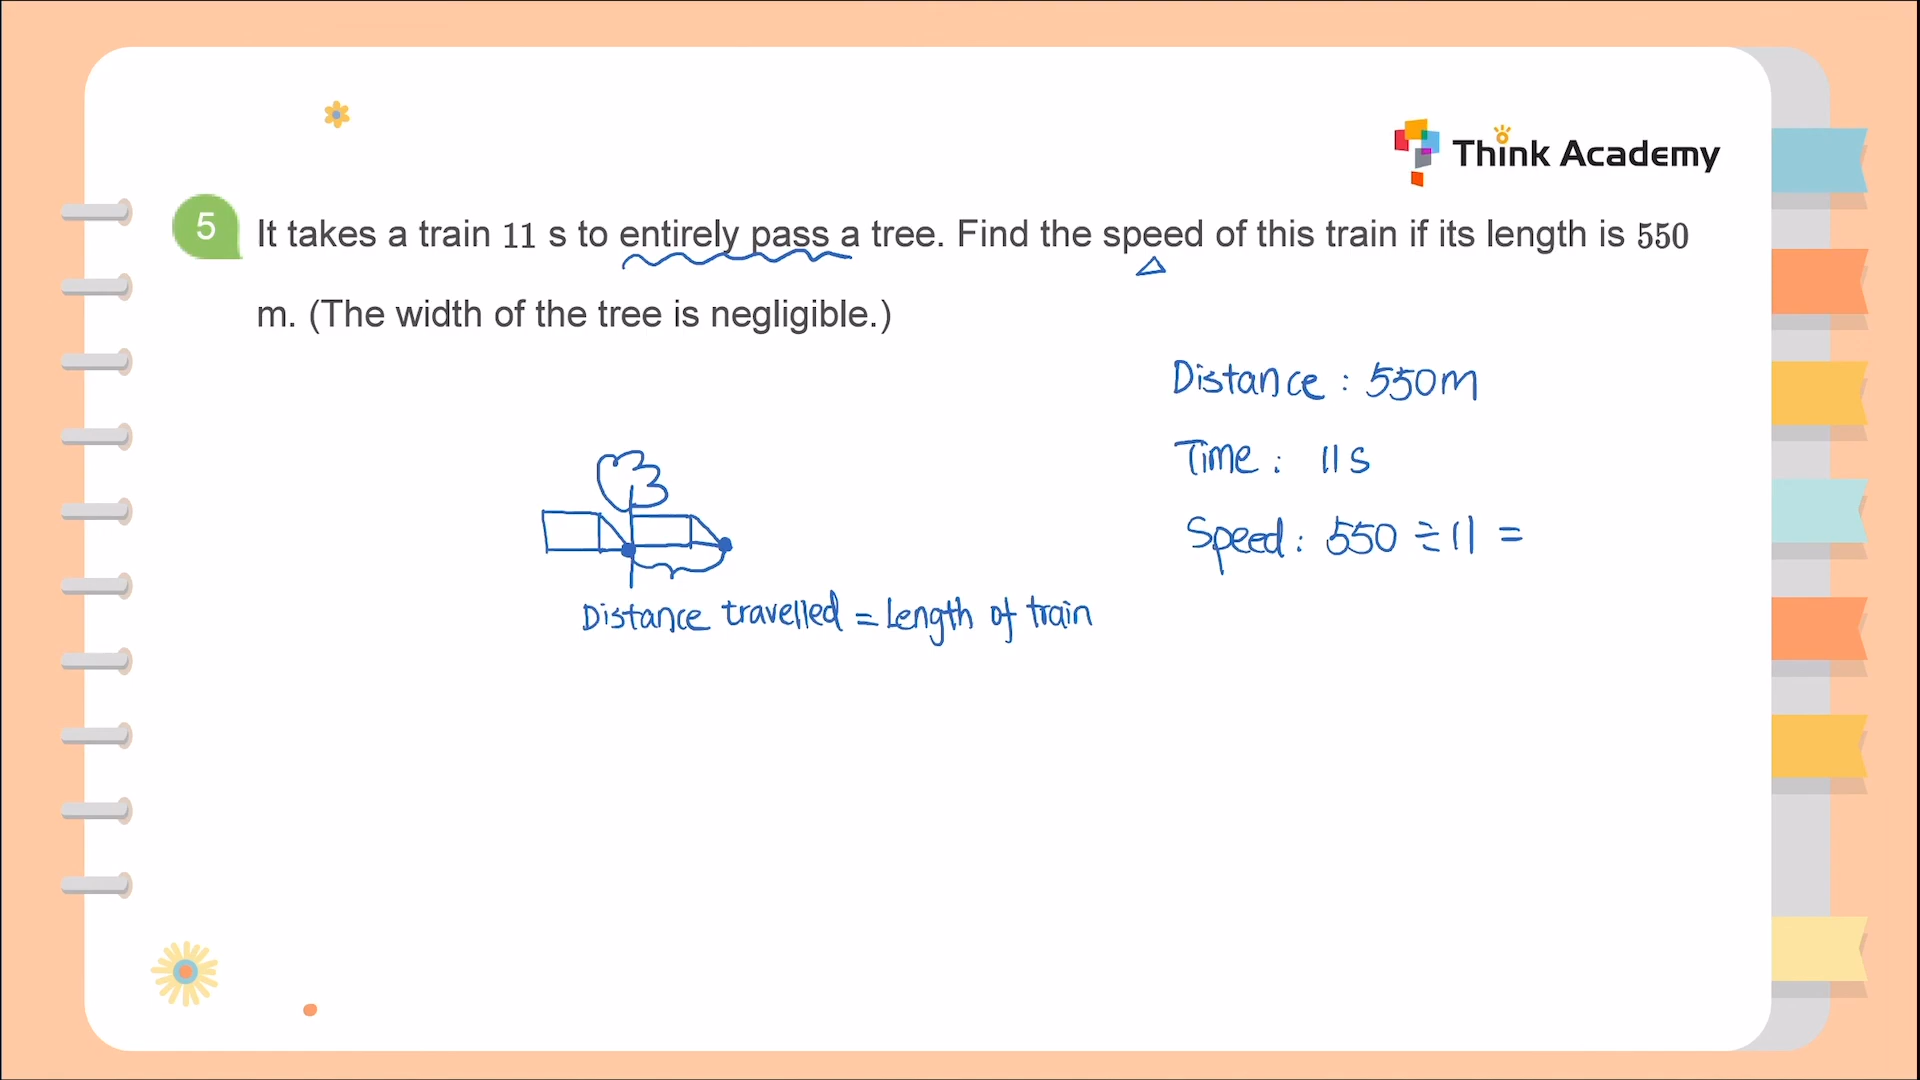 Think Academy
5 It takes a train 11 s to entirely pass a tree. Find the speed of this train if its length is 550
m. (The width of the tree is negligible.)
Distance : 550m
Time : 11s
Speed : 550 ÷ 11 =
Distance travelled = Length of train